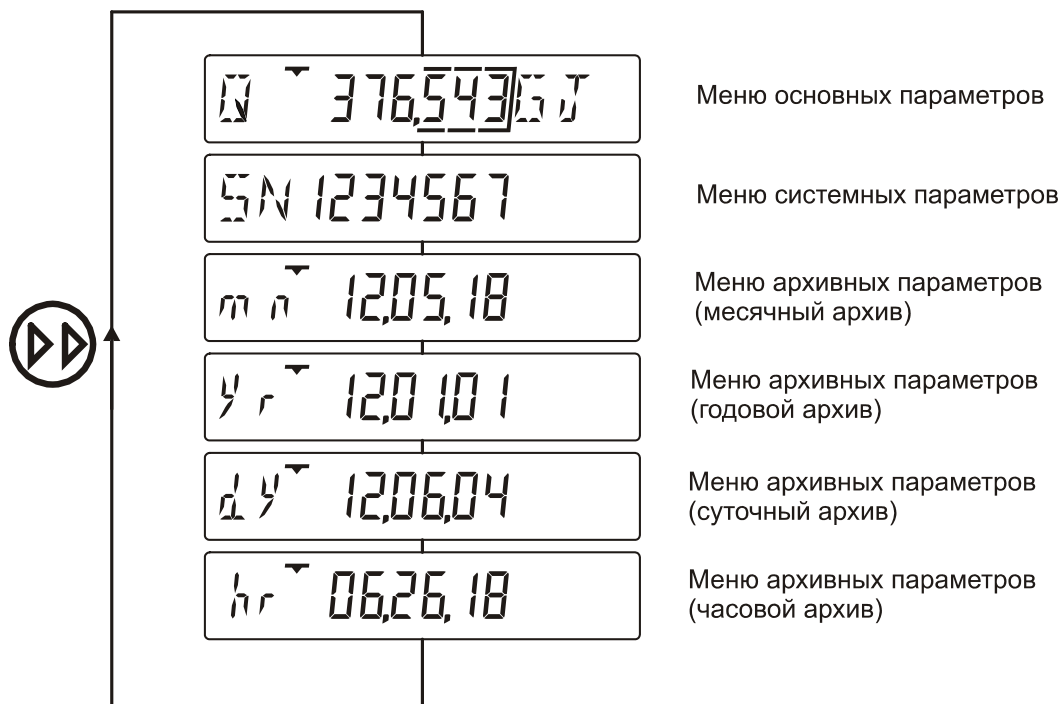 Q 376,543 GJ
Меню основных параметров
SN 1234567
Меню системных параметров
mn 12,05,18
Меню архивных параметров
(месячный архив)
Yr 12,01,01
Меню архивных параметров
(годовой архив)
dY 12,06,04
Меню архивных параметров
(суточный архив)
hr 06,26,18
Меню архивных параметров
(часовой архив)